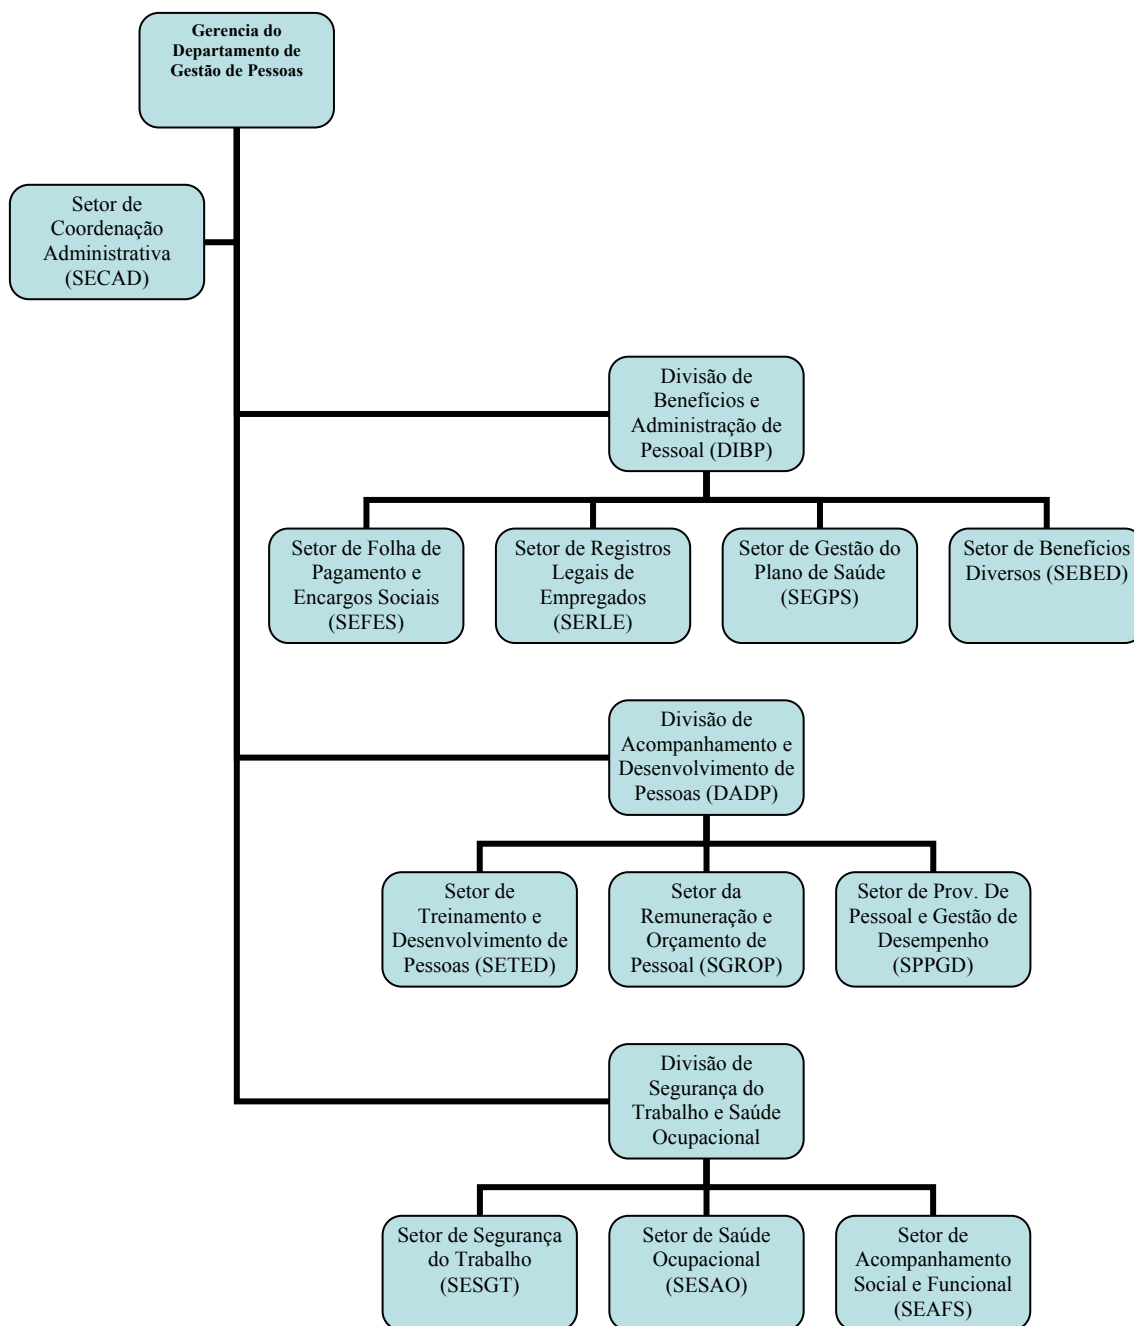 Gerencia do
Departamento de
Gestão de Pessoas
Setor de
Coordenação
Administrativa
(SECAD)
Divisão de
Benefícios e
Administração de
Pessoal (DIBP)
Setor de Folha de
Pagamento e
Encargos Sociais
(SEFES)
Setor de Registros
Legais de
Empregados
(SERLE)
Setor de Gestão do
Plano de Saúde
(SEGPS)
Setor de Benefícios
Diversos (SEBED)
Divisão de
Acompanhamento e
Desenvolvimento de
Pessoas (DADP)
Setor de
Treinamento e
Desenvolvimento de
Pessoas (SETED)
Setor da
Remuneração e
Orçamento de
Pessoal (SGROP)
Setor de Prov. De
Pessoal e Gestão de
Desempenho
(SPPGD)
Divisão de
Segurança do
Trabalho e Saúde
Ocupacional
Setor de Segurança
do Trabalho
(SESGT)
Setor de Saúde
Ocupacional
(SESAO)
Setor de
Acompanhamento
Social e Funcional
(SEAFS)